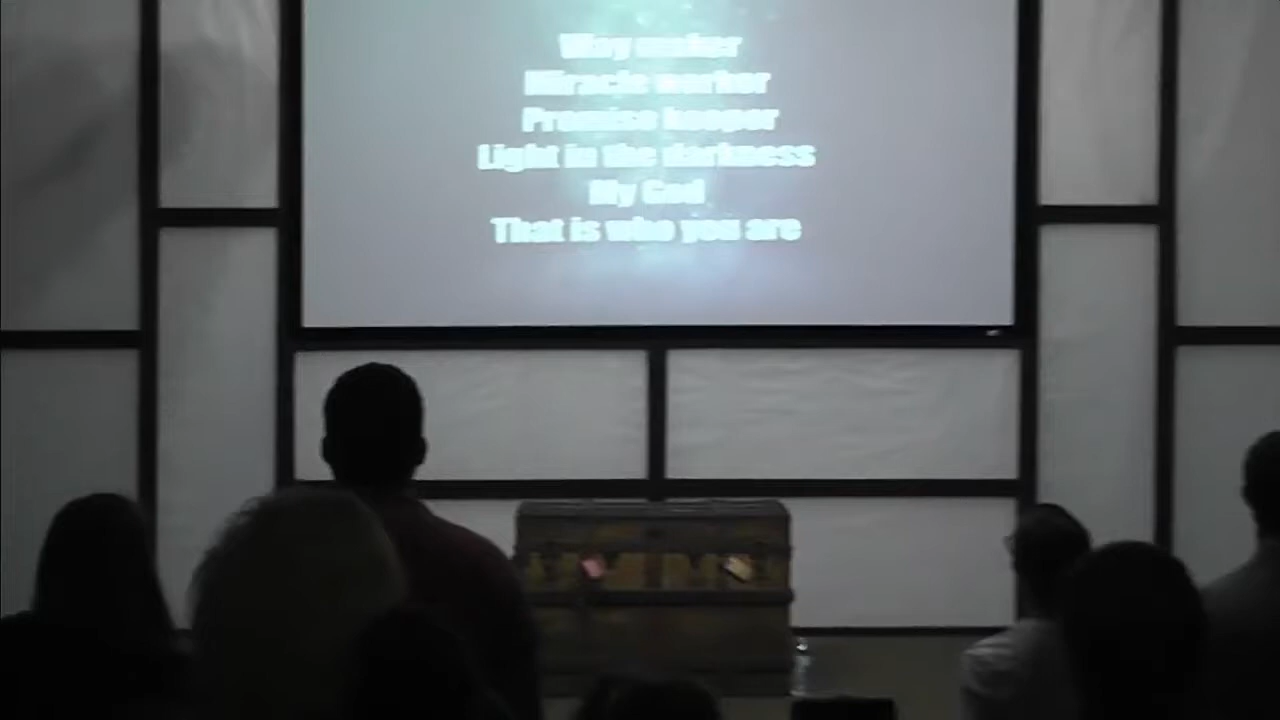 Way maker
Miracle worker
Promise keeper
Light in the darkness
My God
That is who you are